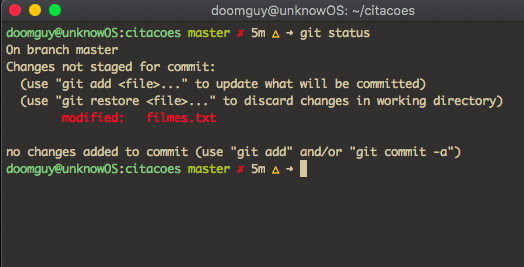 doomguy@unknowOS: ~/citacoes
doomguy@unknowOS:citacoes master ✗ 5m △ ➜ git status
On branch master
Changes not staged for commit:
  (use "git add <file>..." to update what will be committed)
  (use "git restore <file>..." to discard changes in working directory)
        modified:   filmes.txt

no changes added to commit (use "git add" and/or "git commit -a")
doomguy@unknowOS:citacoes master ✗ 5m △ ➜